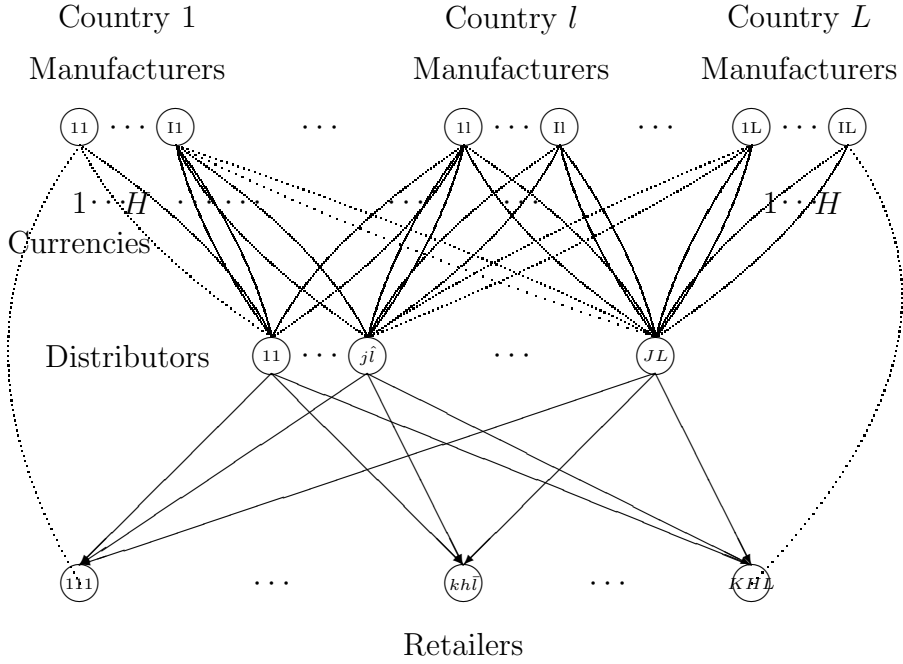 Country 1 Country l Country L
Manufacturers Manufacturers Manufacturers
11 ··· I1 ··· 1l ··· Il ··· 1L ··· IL
1 ··· H ··· ··· ··· ··· 1 ··· H
Currencies
Distributors 11 ··· jl̂ ··· JL
111 ··· khl̄ ··· KHL
Retailers